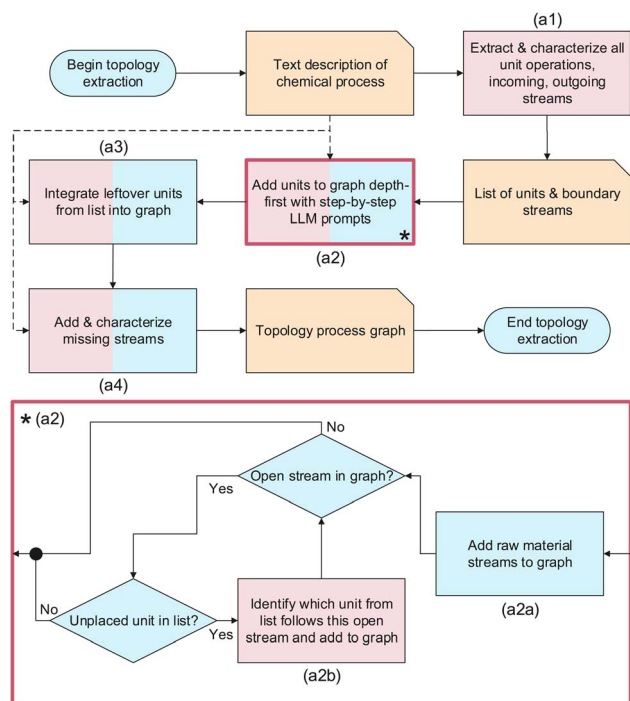 (a1)
Begin topology
extraction
Text description of
chemical process
Extract & characterize all
unit operations,
incoming, outgoing
streams
(a3)
Integrate leftover units
from list into graph
Add units to graph depth-
first with step-by-step
LLM prompts
*
(a2)
List of units & boundary
streams
Add & characterize
missing streams
(a4)
Topology process graph
End topology
extraction
* (a2)
No
Open stream in graph?
Yes
Add raw material
streams to graph
(a2a)
No
Unplaced unit in list?
Yes
Identify which unit from
list follows this open
stream and add to graph
(a2b)